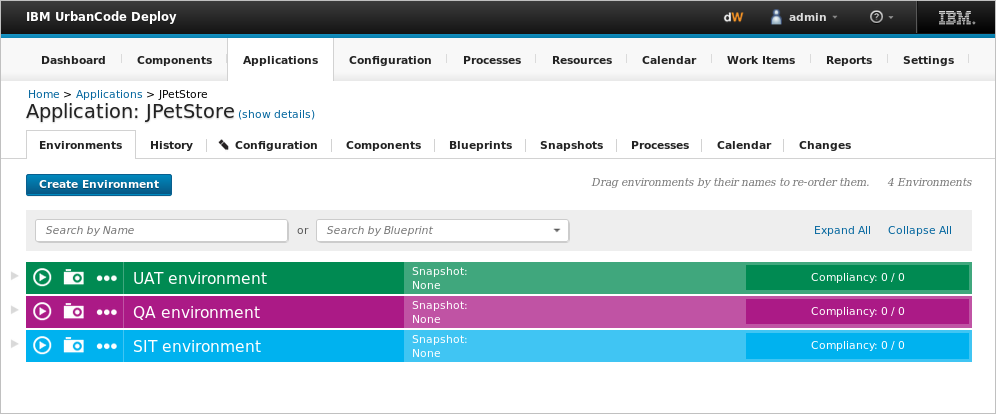 IBM UrbanCode Deploy dW admin ? IBM.
Dashboard Components Applications Configuration Processes Resources Calendar Work Items Reports Settings
Home > Applications > JPetStore
Application: JPetStore (show details)
Environments History Configuration Components Blueprints Snapshots Processes Calendar Changes
Create Environment Drag environments by their names to re-order them. 4 Environments
Search by Name or Search by Blueprint Expand All Collapse All
UAT environment Snapshot: None Compliancy: 0 / 0
QA environment Snapshot: None Compliancy: 0 / 0
SIT environment Snapshot: None Compliancy: 0 / 0